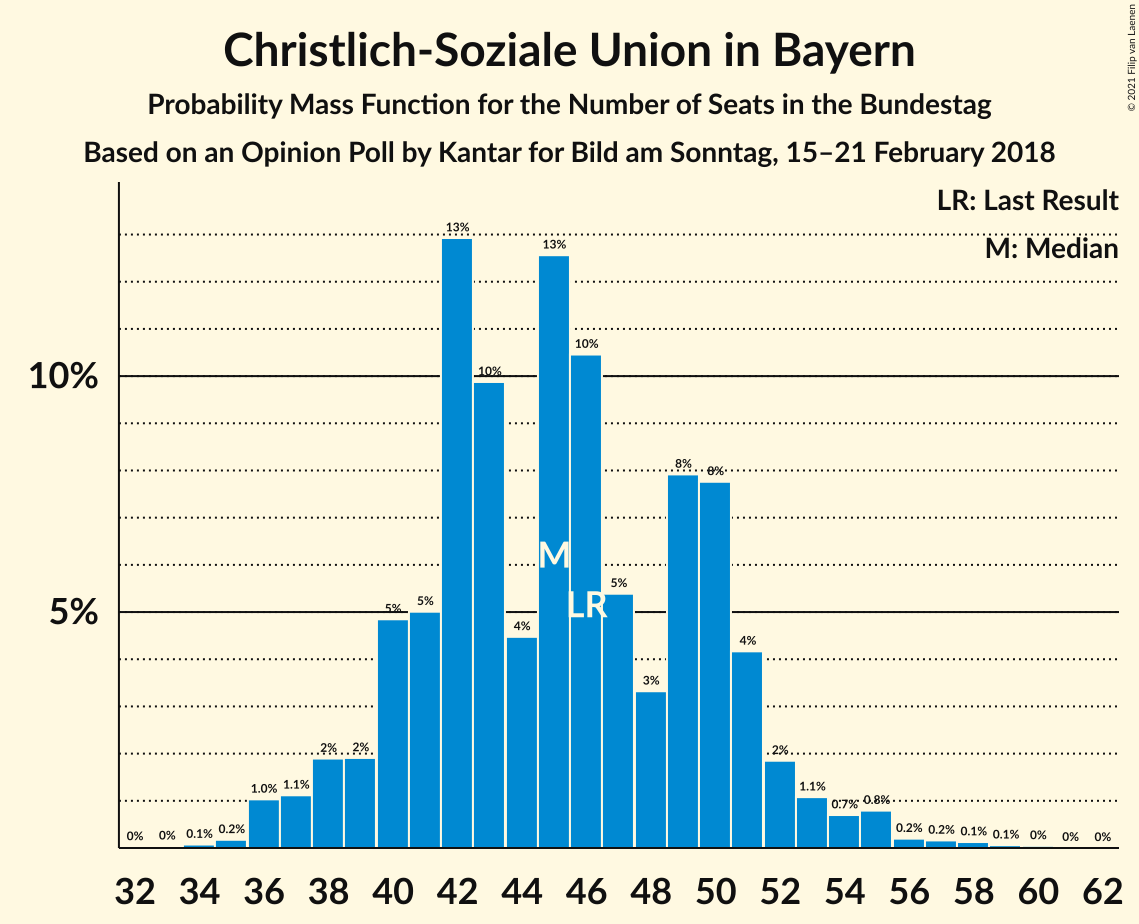 Christlich-Soziale Union in Bayern
Probability Mass Function for the Number of Seats in the Bundestag
Based on an Opinion Poll by Kantar for Bild am Sonntag, 15–21 February 2018
© 2021 Filip van Laenen
LR: Last Result
M: Median
10%
5%
0% 0% 0.1% 0.2% 1.0% 1.1% 2% 2% 5% 5% 13% 10% 4% 13% 10% 5% 3% 8% 8% 4% 2% 1.1% 0.7% 0.8% 0.2% 0.2% 0.1% 0.1% 0% 0% 0%
M
LR
32 34 36 38 40 42 44 46 48 50 52 54 56 58 60 62